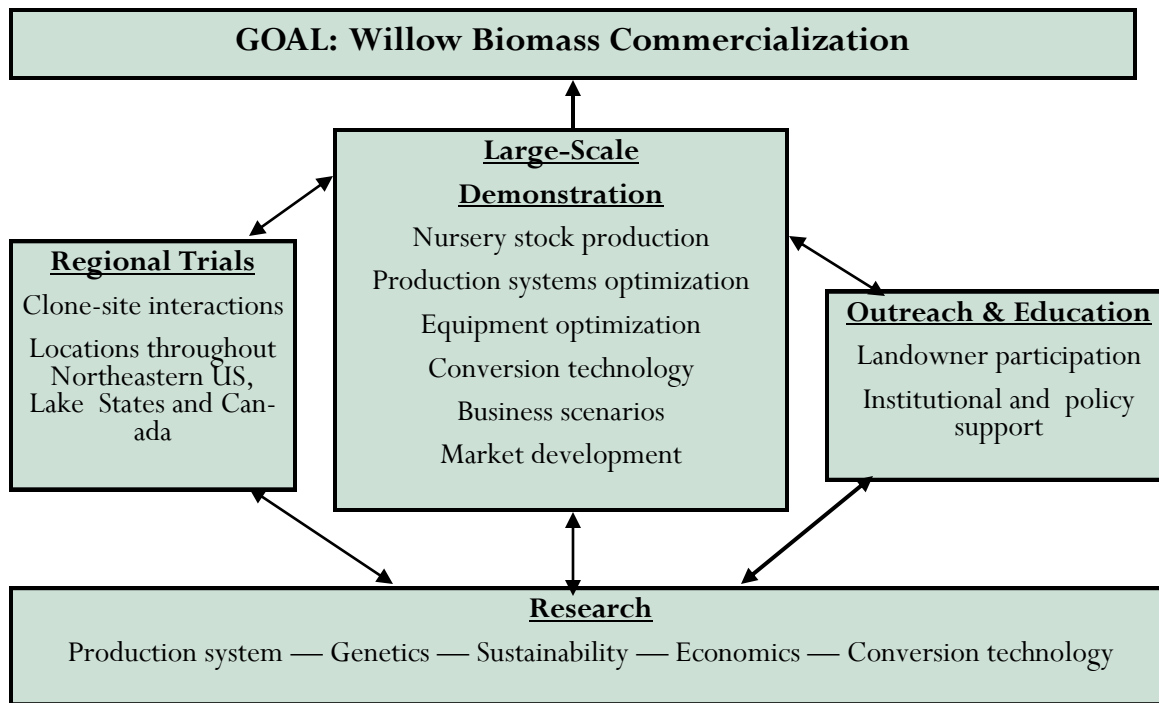 GOAL: Willow Biomass Commercialization
Large-Scale
Demonstration
Nursery stock production
Production systems optimization
Equipment optimization
Conversion technology
Business scenarios
Market development
Regional Trials
Clone-site interactions
Locations throughout
Northeastern US,
Lake States and Can-
ada
Outreach & Education
Landowner participation
Institutional and policy
support
Research
Production system — Genetics — Sustainability — Economics — Conversion technology